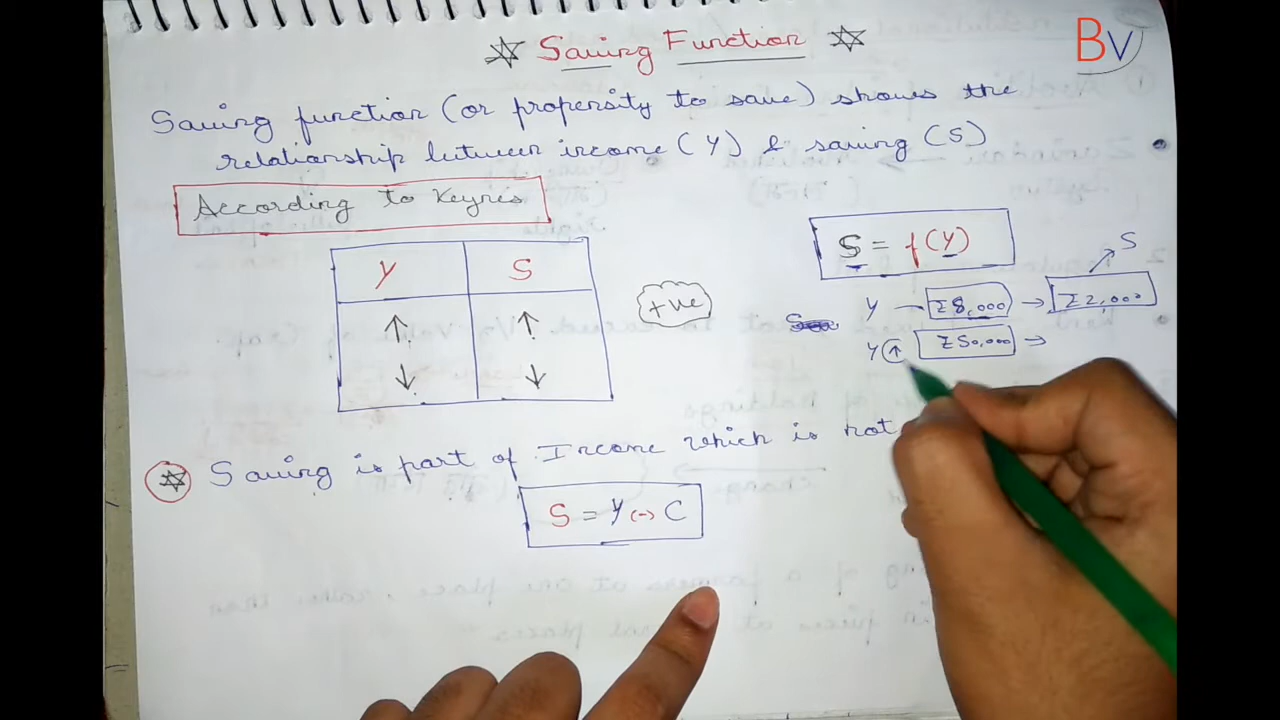 ☆ Saving Function ☆
BV
Saving function (or propensity to save) shows the
relationship between income (Y) & saving (S)
According to Keynes
S = f(Y)
Y S
↑ ↑
↓ ↓
+ve
Y → ₹8,000 → ₹2,000 ↗ S
Y ↑ ₹50,000 →
☆ Saving is part of Income which is not
S = Y (-) C